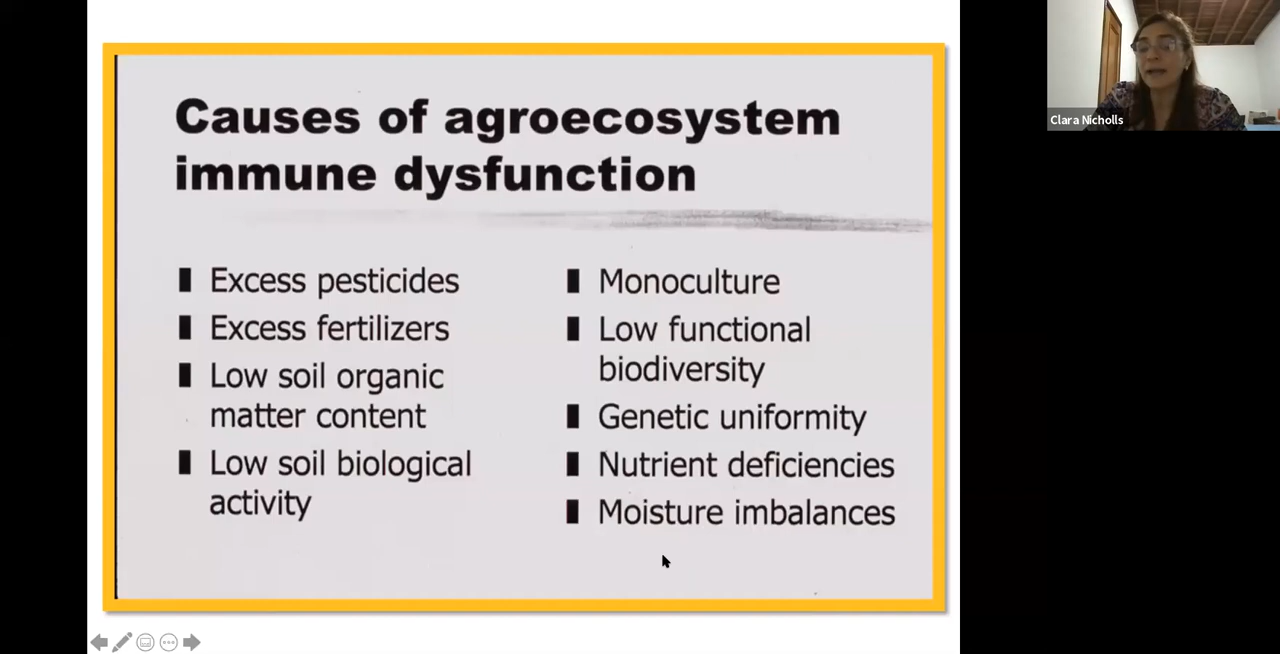 Causes of agroecosystem
immune dysfunction
Excess pesticides
Excess fertilizers
Low soil organic
matter content
Low soil biological
activity
Monoculture
Low functional
biodiversity
Genetic uniformity
Nutrient deficiencies
Moisture imbalances
Clara Nicholls